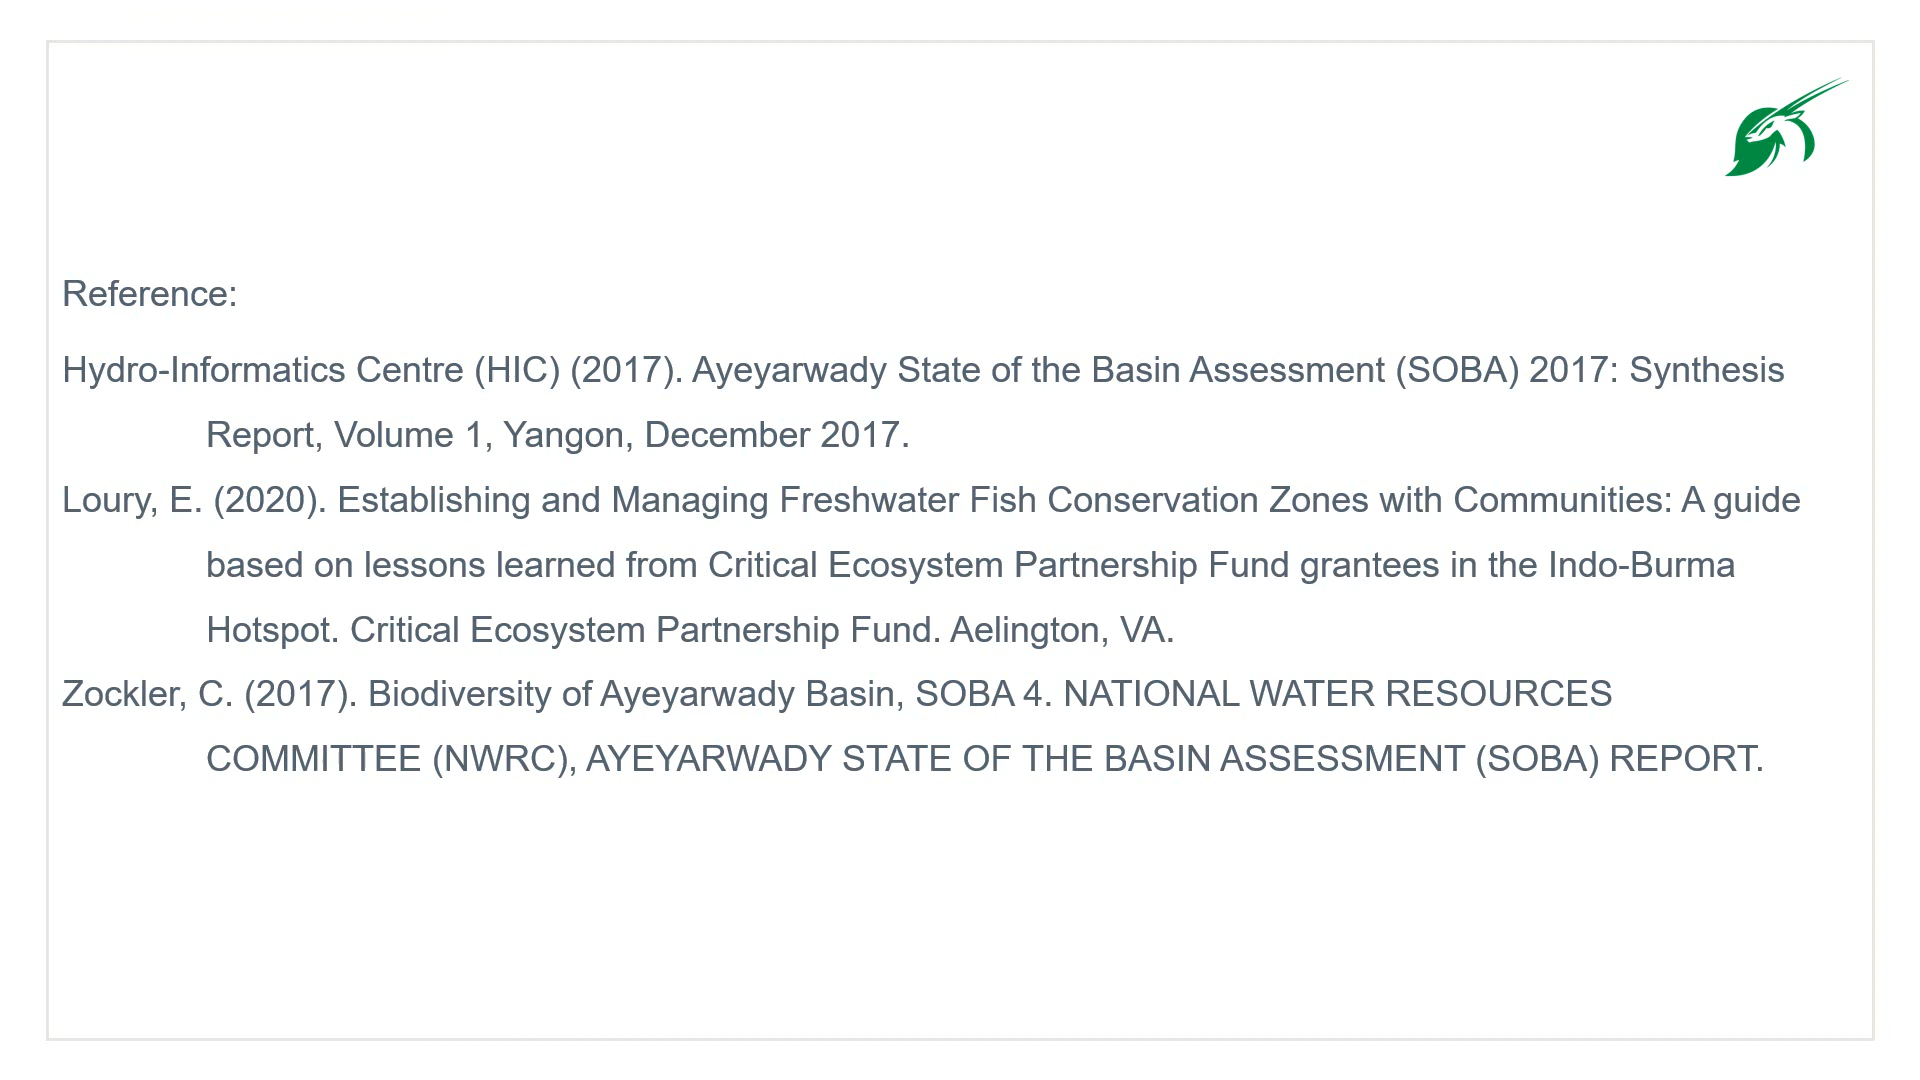 Reference:
Hydro-Informatics Centre (HIC) (2017). Ayeyarwady State of the Basin Assessment (SOBA) 2017: Synthesis
Report, Volume 1, Yangon, December 2017.
Loury, E. (2020). Establishing and Managing Freshwater Fish Conservation Zones with Communities: A guide
based on lessons learned from Critical Ecosystem Partnership Fund grantees in the Indo-Burma
Hotspot. Critical Ecosystem Partnership Fund. Aelington, VA.
Zockler, C. (2017). Biodiversity of Ayeyarwady Basin, SOBA 4. NATIONAL WATER RESOURCES
COMMITTEE (NWRC), AYEYARWADY STATE OF THE BASIN ASSESSMENT (SOBA) REPORT.